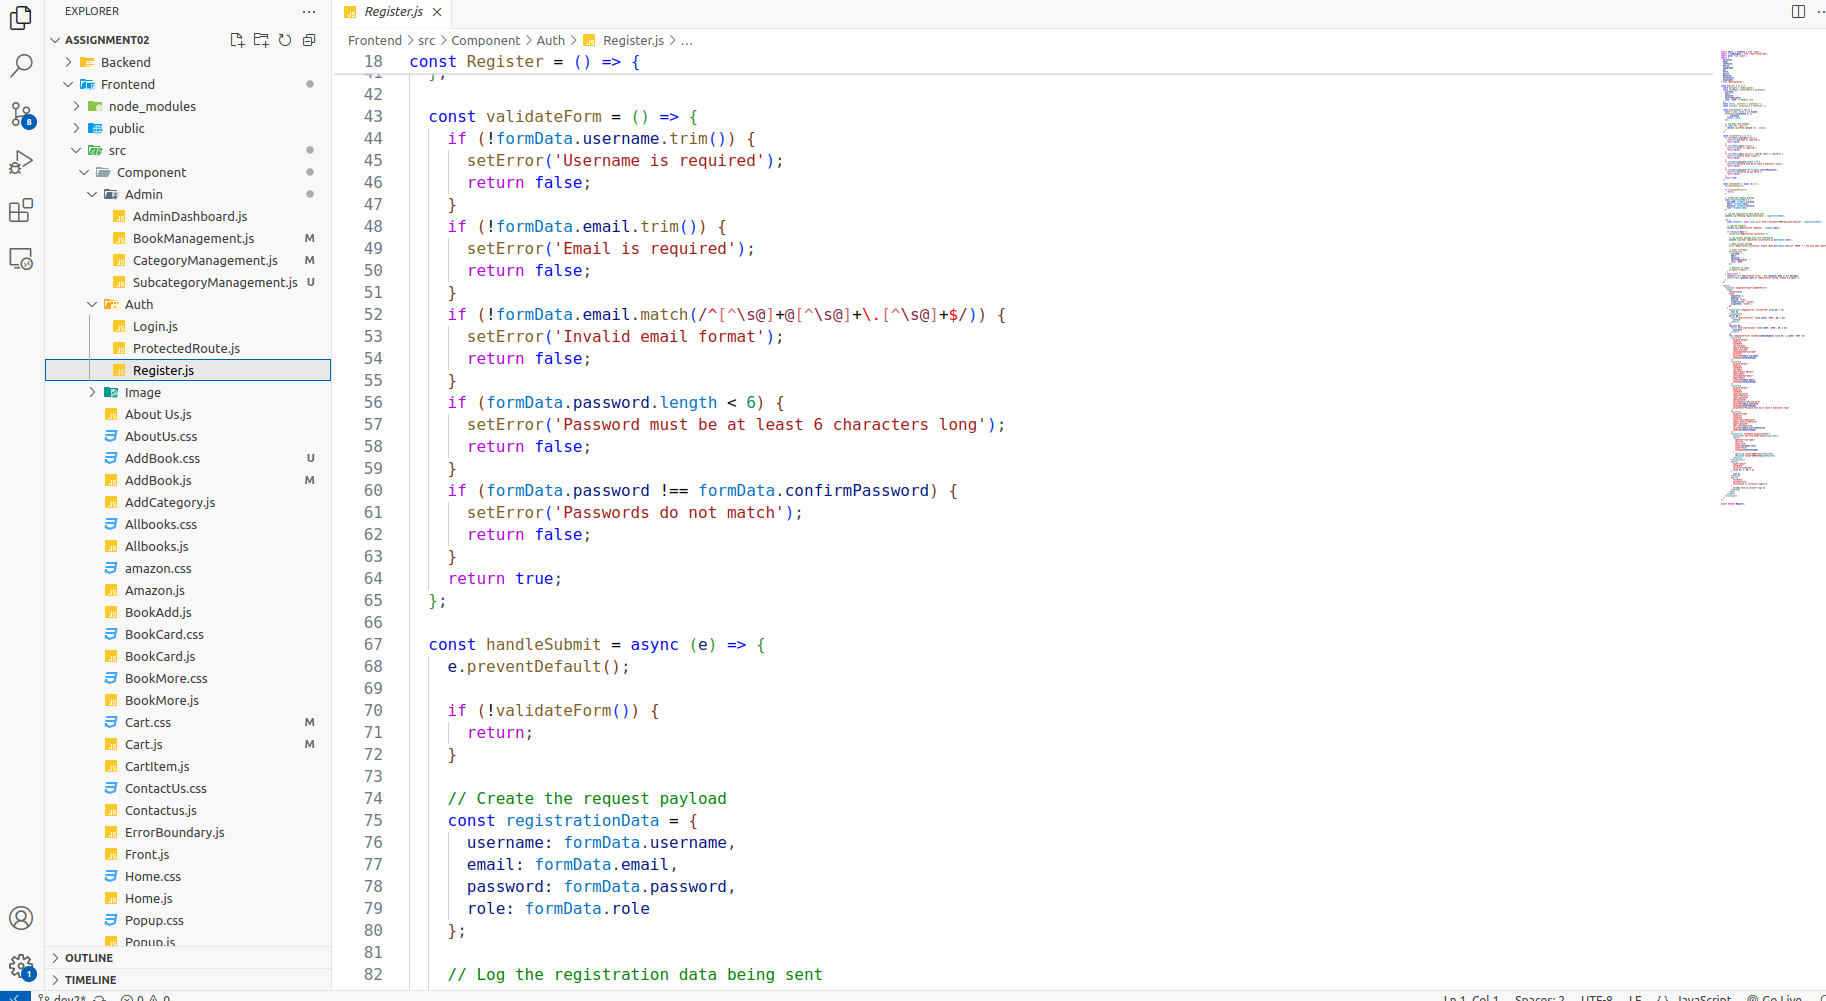 EXPLORER
ASSIGNMENT02
Backend
Frontend
node_modules
public
src
Component
Admin
AdminDashboard.js
BookManagement.js M
CategoryManagement.js M
SubcategoryManagement.js U
Auth
Login.js
ProtectedRoute.js
Register.js
Image
About Us.js
AboutUs.css
AddBook.css U
AddBook.js M
AddCategory.js
Allbooks.css
Allbooks.js
amazon.css
Amazon.js
BookAdd.js
BookCard.css
BookCard.js
BookMore.css
BookMore.js
Cart.css M
Cart.js M
CartItem.js
ContactUs.css
Contactus.js
ErrorBoundary.js
Front.js
Home.css
Home.js
Popup.css
Popup.js
OUTLINE
TIMELINE
8
1
Register.js
Frontend > src > Component > Auth > Register.js > ...
18 const Register = () => {
41 };
42
43 const validateForm = () => {
44 if (!formData.username.trim()) {
45 setError('Username is required');
46 return false;
47 }
48 if (!formData.email.trim()) {
49 setError('Email is required');
50 return false;
51 }
52 if (!formData.email.match(/^[^\s@]+@[^\s@]+\.[^\s@]+$/)) {
53 setError('Invalid email format');
54 return false;
55 }
56 if (formData.password.length < 6) {
57 setError('Password must be at least 6 characters long');
58 return false;
59 }
60 if (formData.password !== formData.confirmPassword) {
61 setError('Passwords do not match');
62 return false;
63 }
64 return true;
65 };
66
67 const handleSubmit = async (e) => {
68 e.preventDefault();
69
70 if (!validateForm()) {
71 return;
72 }
73
74 // Create the request payload
75 const registrationData = {
76 username: formData.username,
77 email: formData.email,
78 password: formData.password,
79 role: formData.role
80 };
81
82 // Log the registration data being sent
dev2* 0 0
Ln 1, Col 1 Spaces: 2 UTF-8 LF {} JavaScript Go Live